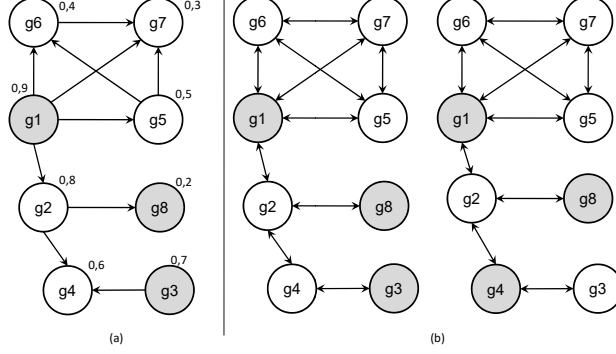 0,4 0,3
g6 g7 g6 g7 g6 g7
0,9 0,5
g1 g5 g1 g5 g1 g5
0,8 0,2
g2 g8 g2 g8 g2 g8
0,6 0,7
g4 g3 g4 g3 g4 g3
(a) (b)